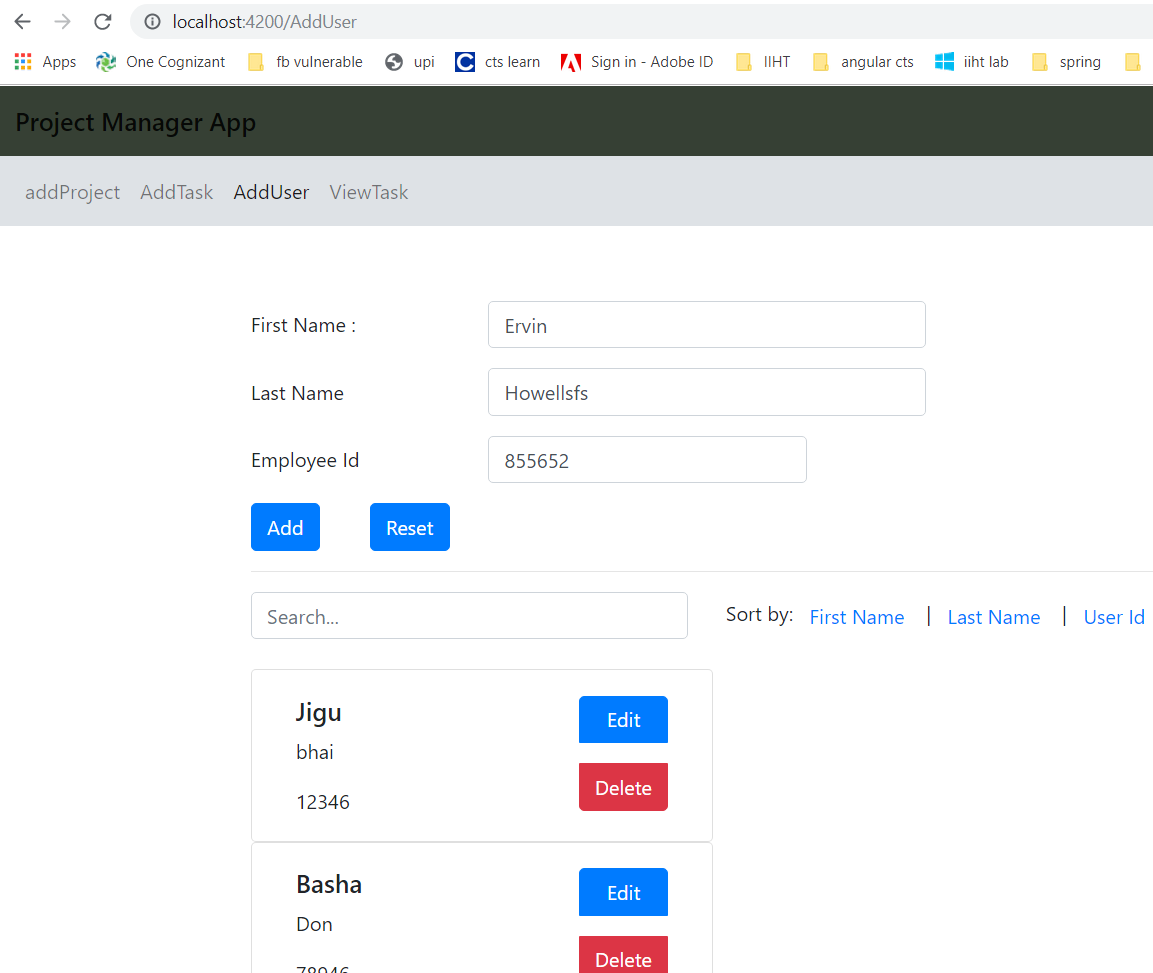 localhost:4200/AddUser
Apps One Cognizant fb vulnerable upi cts learn Sign in - Adobe ID IIHT angular cts iiht lab spring
Project Manager App
addProject AddTask AddUser ViewTask
First Name : Ervin
Last Name Howellsfs
Employee Id 855652
Add Reset
Search... Sort by: First Name | Last Name | User Id
Jigu Edit
bhai
Delete
12346
Basha Edit
Don
Delete
78946